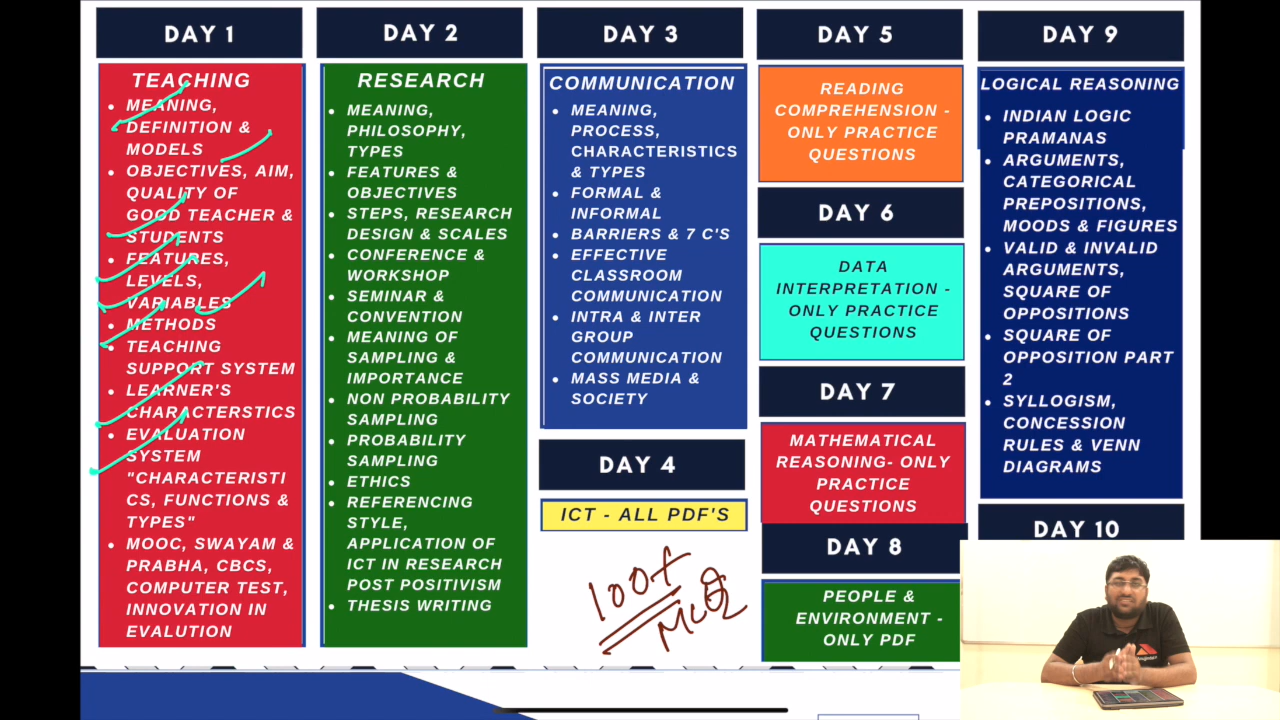 DAY 1
TEACHING
• MEANING,
DEFINITION &
MODELS
• OBJECTIVES, AIM,
QUALITY OF
GOOD TEACHER &
STUDENTS
• FEATURES,
LEVELS,
VARIABLES
• METHODS
• TEACHING
SUPPORT SYSTEM
• LEARNER'S
CHARACTERSTICS
• EVALUATION
SYSTEM
"CHARACTERISTI
CS, FUNCTIONS &
TYPES"
• MOOC, SWAYAM &
PRABHA, CBCS,
COMPUTER TEST,
INNOVATION IN
EVALUTION
DAY 2
RESEARCH
• MEANING,
PHILOSOPHY,
TYPES
• FEATURES &
OBJECTIVES
• STEPS, RESEARCH
DESIGN & SCALES
• CONFERENCE &
WORKSHOP
• SEMINAR &
CONVENTION
• MEANING OF
SAMPLING &
IMPORTANCE
• NON PROBABILITY
SAMPLING
• PROBABILITY
SAMPLING
• ETHICS
• REFERENCING
STYLE,
APPLICATION OF
ICT IN RESEARCH
POST POSITIVISM
• THESIS WRITING
DAY 3
COMMUNICATION
• MEANING,
PROCESS,
CHARACTERISTICS
& TYPES
• FORMAL &
INFORMAL
• BARRIERS & 7 C'S
• EFFECTIVE
CLASSROOM
COMMUNICATION
• INTRA & INTER
GROUP
COMMUNICATION
• MASS MEDIA &
SOCIETY
DAY 4
ICT - ALL PDF'S
100+
MCQ
DAY 5
READING
COMPREHENSION -
ONLY PRACTICE
QUESTIONS
DAY 6
DATA
INTERPRETATION -
ONLY PRACTICE
QUESTIONS
DAY 7
MATHEMATICAL
REASONING- ONLY
PRACTICE
QUESTIONS
DAY 8
PEOPLE &
ENVIRONMENT -
ONLY PDF
DAY 9
LOGICAL REASONING
• INDIAN LOGIC
PRAMANAS
• ARGUMENTS,
CATEGORICAL
PREPOSITIONS,
MOODS & FIGURES
• VALID & INVALID
ARGUMENTS,
SQUARE OF
OPPOSITIONS
• SQUARE OF
OPPOSITION PART
2
• SYLLOGISM,
CONCESSION
RULES & VENN
DIAGRAMS
DAY 10